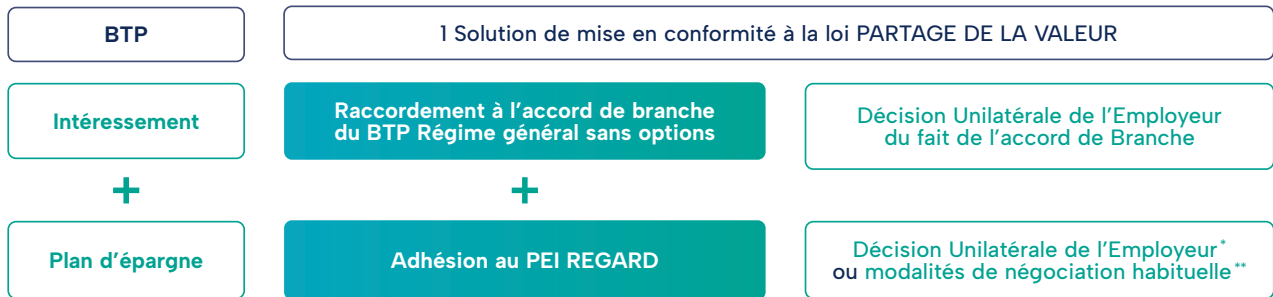 BTP
1 Solution de mise en conformité à la loi PARTAGE DE LA VALEUR
Intéressement
Raccordement à l'accord de branche
du BTP Régime général sans options
Décision Unilatérale de l'Employeur
du fait de l'accord de Branche
+
+
Plan d'épargne
Adhésion au PEI REGARD
Décision Unilatérale de l'Employeur*
ou modalités de négociation habituelle**